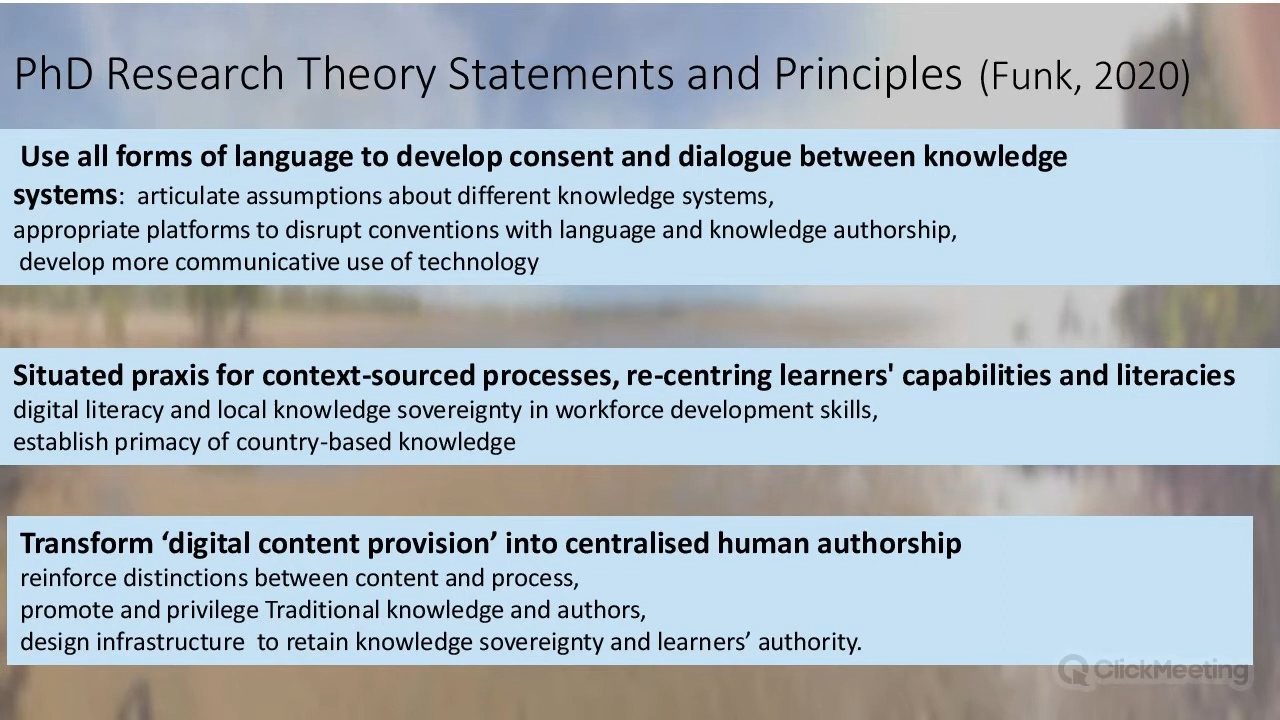 PhD Research Theory Statements and Principles (Funk, 2020)
Use all forms of language to develop consent and dialogue between knowledge
systems: articulate assumptions about different knowledge systems,
appropriate platforms to disrupt conventions with language and knowledge authorship,
develop more communicative use of technology
Situated praxis for context-sourced processes, re-centring learners' capabilities and literacies
digital literacy and local knowledge sovereignty in workforce development skills,
establish primacy of country-based knowledge
Transform ‘digital content provision’ into centralised human authorship
reinforce distinctions between content and process,
promote and privilege Traditional knowledge and authors,
design infrastructure to retain knowledge sovereignty and learners’ authority.
ClickMeeting